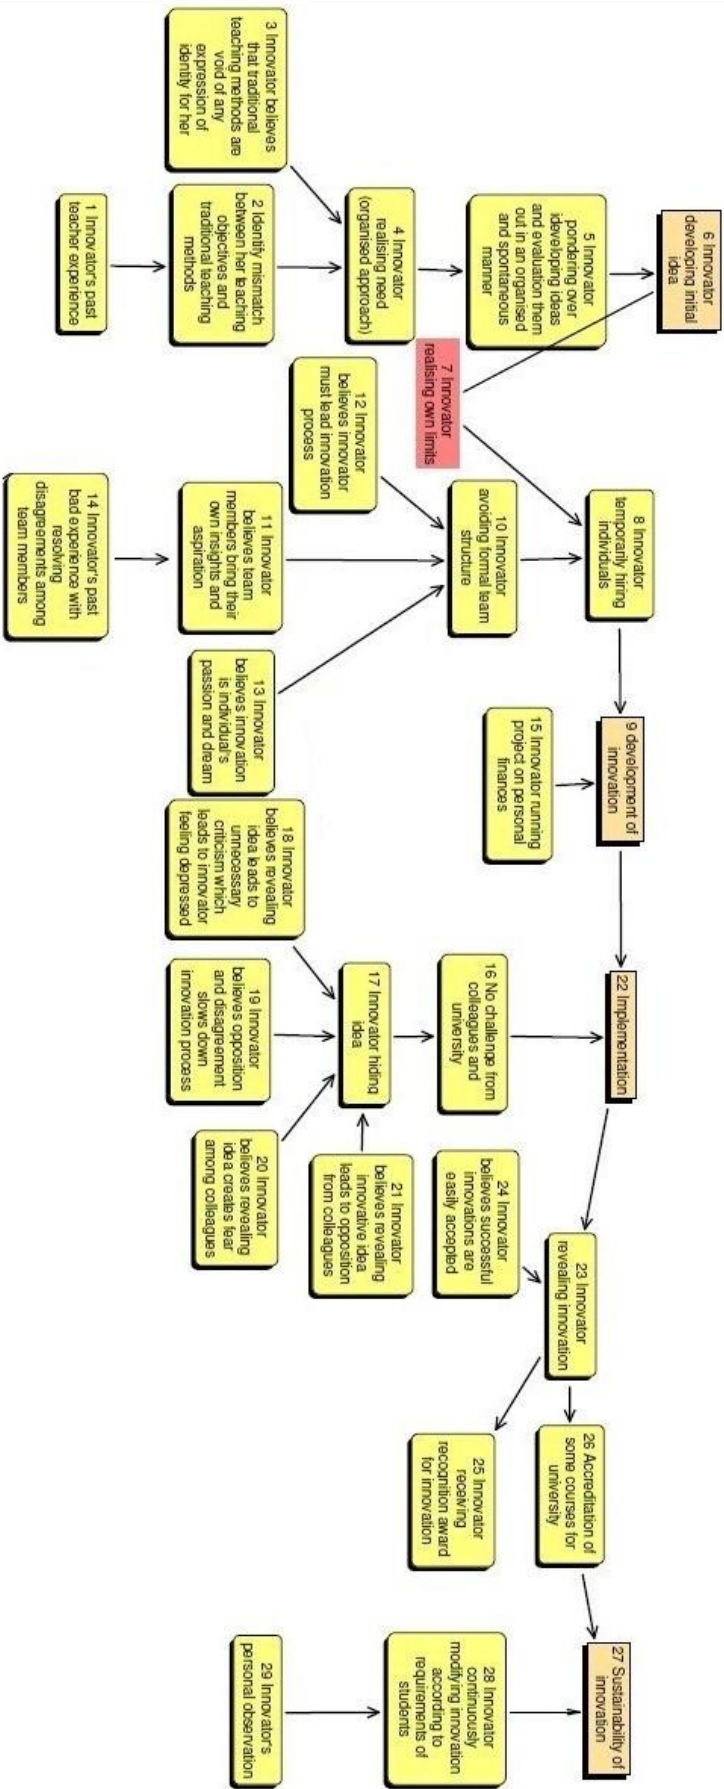 6 Innovator
developing initial
idea
5 Innovator
pondering over
ideveloping ideas
and evaluation them
out in an organised
and spontaneous
manner
4 Innovator
realising need
(organised approach)
3 Innovator believes
that traditional
teaching methods are
void of any
expression of
identity for her
2 Identify mismatch
between her teaching
objectives and
traditional teaching
methods
1 Innovator's past
teacher experience
7 Innovator
realising own limits
8 Innovator
temporarily hiring
individuals
10 Innovator
avoiding formal team
structure
12 Innovator
believes innovator
must lead innovation
process
11 Innovator
believes team
members bring their
own insights and
aspiration
14 Innovator's past
bad experience with
resolving
disagreements among
team members
13 Innovator
believes innovation
is individual's
passion and dream
9 development of
innovation
15 Innovator running
project on personal
finances
22 Implementation
16 No challenge from
colleagues and
university
17 Innovator hiding
idea
18 Innovator
believes revealing
idea leads to
unnecessary
criticism which
leads to innovator
feeling depressed
19 Innovator
believes opposition
and disagreement
slows down
innovation process
20 Innovator
believes revealing
idea creates fear
among colleagues
21 Innovator
believes revealing
innovative idea
leads to opposition
from colleagues
23 Innovator
revealing innovation
24 Innovator
believes successful
innovations are
easily accepted
26 Accreditation of
some courses for
university
25 Innovator
receiving
recognition award
for innovation
27 Sustainability of
innovation
28 Innovator
continuously
modifying innovation
according to
requirements of
students
29 Innovator's
personal observation